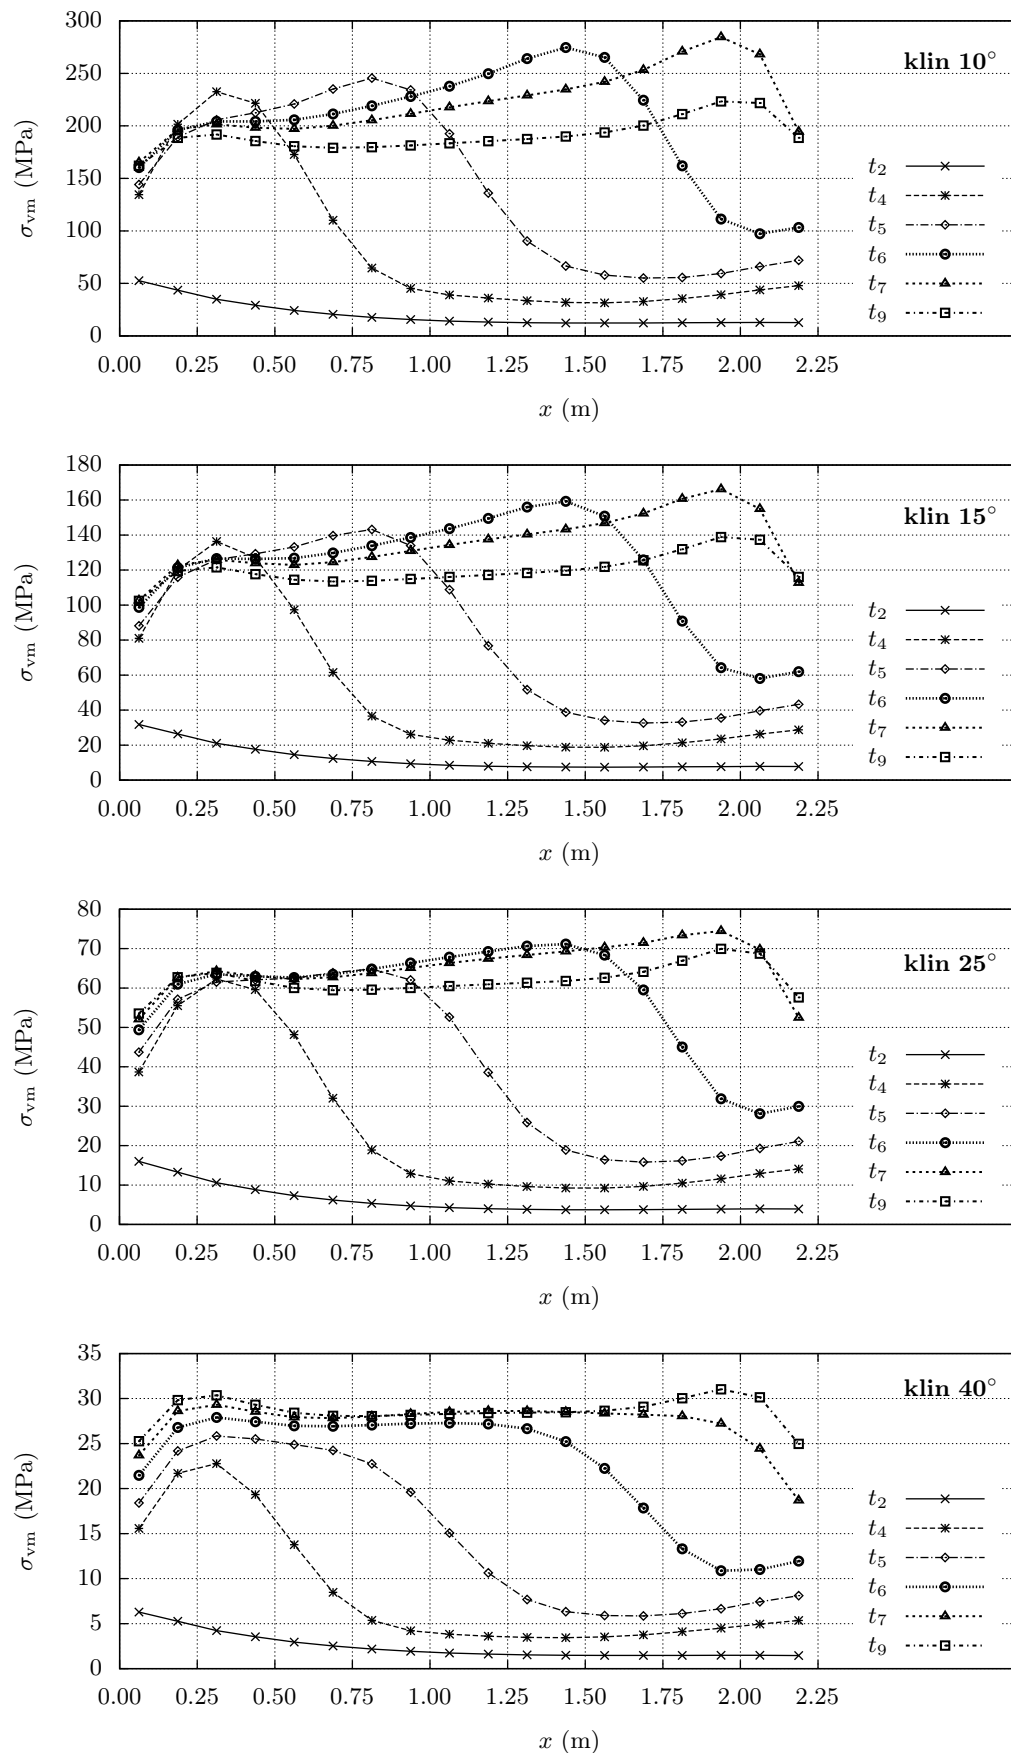 300
250
200
150
100
50
0
σvm (MPa)
klin 10°
t2
t4
t5
t6
t7
t9
0.00 0.25 0.50 0.75 1.00 1.25 1.50 1.75 2.00 2.25
x (m)
180
160
140
120
100
80
60
40
20
0
σvm (MPa)
klin 15°
t2
t4
t5
t6
t7
t9
0.00 0.25 0.50 0.75 1.00 1.25 1.50 1.75 2.00 2.25
x (m)
80
70
60
50
40
30
20
10
0
σvm (MPa)
klin 25°
t2
t4
t5
t6
t7
t9
0.00 0.25 0.50 0.75 1.00 1.25 1.50 1.75 2.00 2.25
x (m)
35
30
25
20
15
10
5
0
σvm (MPa)
klin 40°
t2
t4
t5
t6
t7
t9
0.00 0.25 0.50 0.75 1.00 1.25 1.50 1.75 2.00 2.25
x (m)